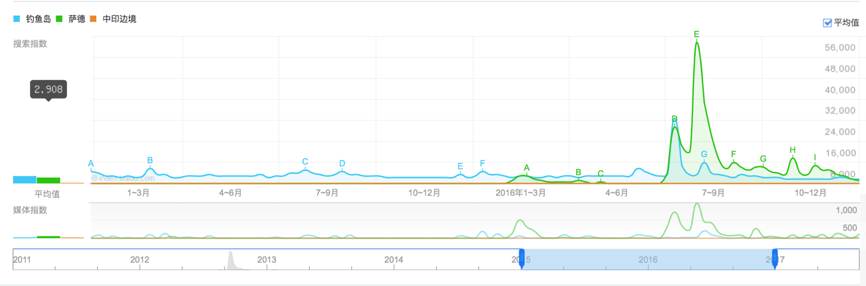 钓鱼岛 萨德 中印边境
平均值
搜索指数
56,000
48,000
40,000
32,000
24,000
16,000
8,000
2,908
平均值
A B C D E F G
A B C D E F G H I
1~3月 4~6月 7~9月 10~12月 2016年1~3月 4~6月 7~9月 10~12月
媒体指数
1,000
500
2011 2012 2013 2014 2015 2016 2017